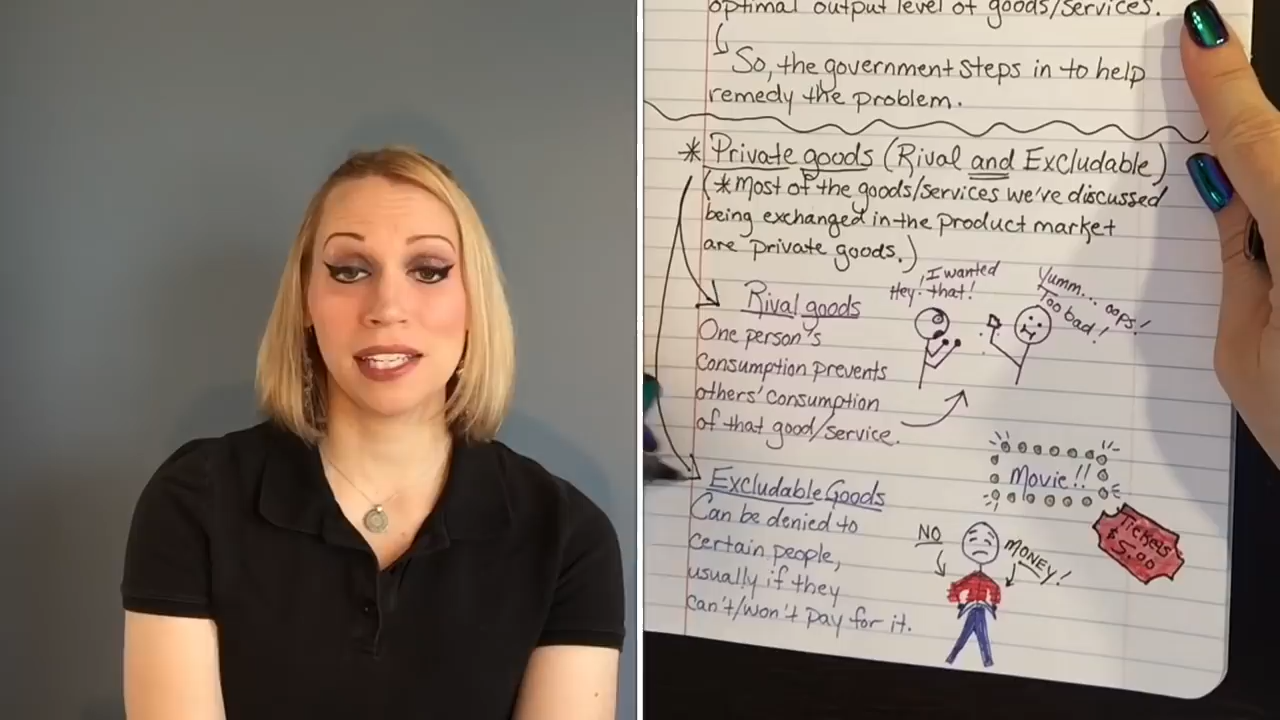 optimal output level of goods/services.
So, the government steps in to help
remedy the problem.
* Private goods (Rival and Excludable)
(*Most of the goods/services we've discussed
being exchanged in the product market
are private goods.)
Rival goods
One person's
consumption prevents
others' consumption
of that good/service.
Hey! I wanted
that!
Yumm... oops!
Too bad!
Excludable Goods
Can be denied to
certain people,
usually if they
can't/won't pay for it.
Movie!!
Tickets
$5.00
NO
MONEY!